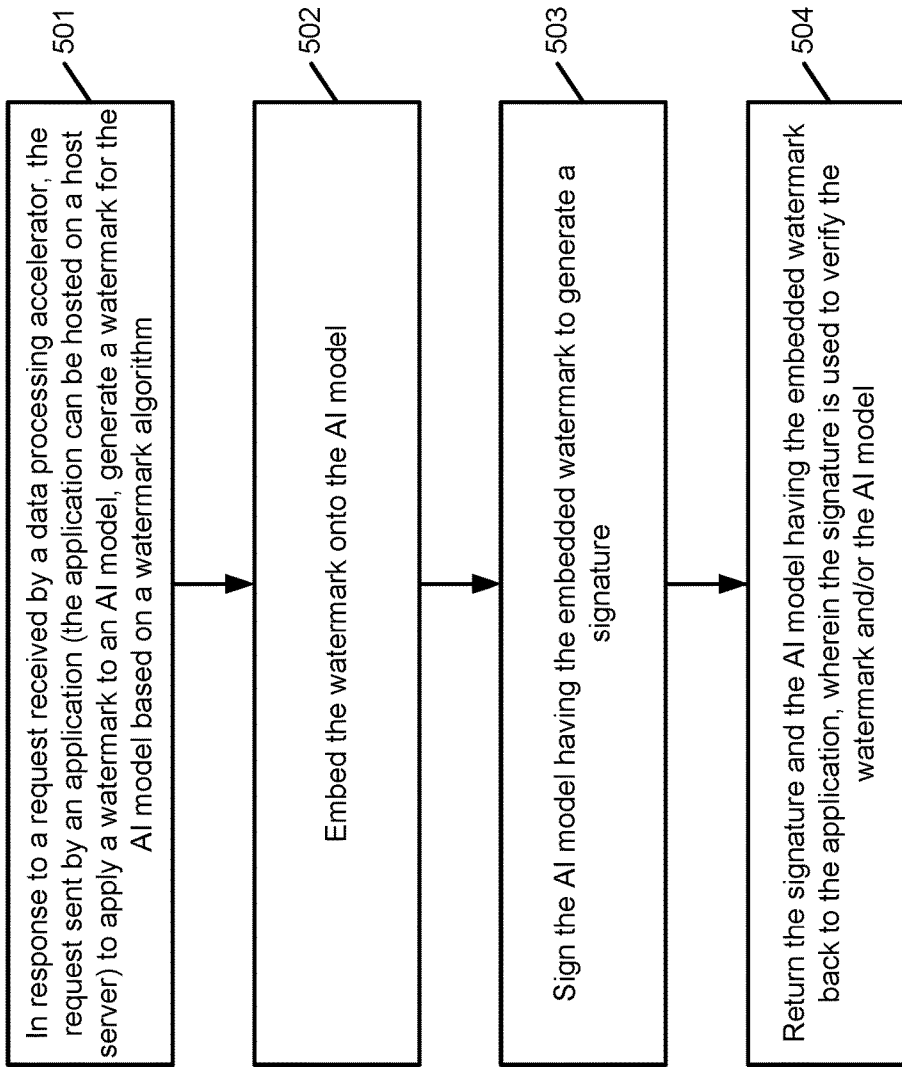 In response to a request received by a data processing accelerator, the
request sent by an application (the application can be hosted on a host
server) to apply a watermark to an AI model, generate a watermark for the
AI model based on a watermark algorithm
501
Embed the watermark onto the AI model
502
Sign the AI model having the embedded watermark to generate a
signature
503
Return the signature and the AI model having the embedded watermark
back to the application, wherein the signature is used to verify the
watermark and/or the AI model
504